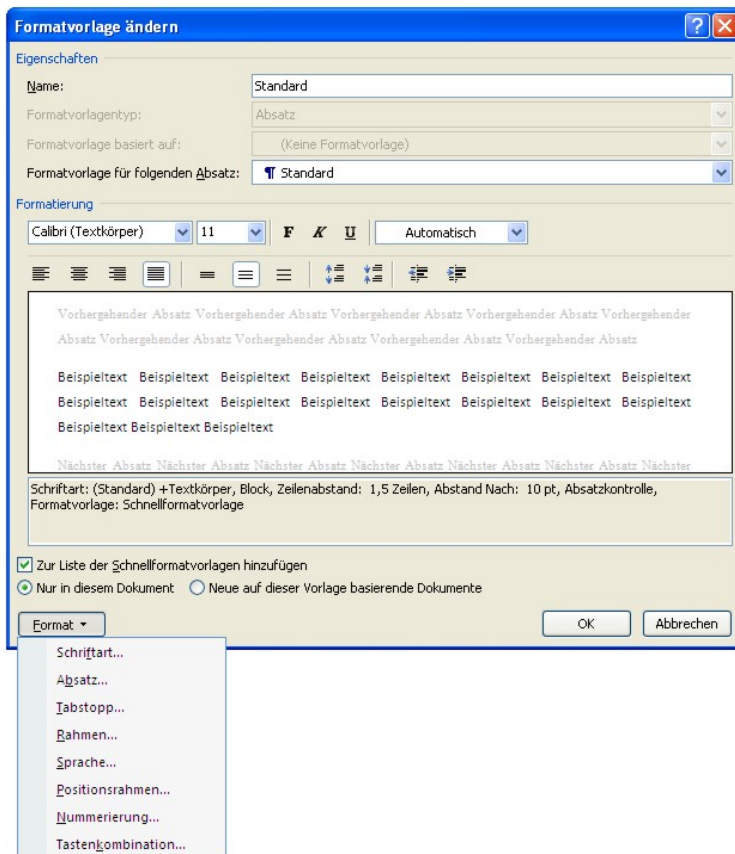 Formatvorlage ändern
Eigenschaften
Name: Standard
Formatvorlagentyp: Absatz
Formatvorlage basiert auf: (Keine Formatvorlage)
Formatvorlage für folgenden Absatz: ¶ Standard
Formatierung
Calibri (Textkörper) 11 F K U Automatisch
Vorhergehender Absatz Vorhergehender Absatz Vorhergehender Absatz Vorhergehender Absatz Vorhergehender
Absatz Vorhergehender Absatz Vorhergehender Absatz Vorhergehender Absatz Vorhergehender Absatz
Beispieltext Beispieltext Beispieltext Beispieltext Beispieltext Beispieltext Beispieltext Beispieltext
Beispieltext Beispieltext Beispieltext Beispieltext Beispieltext Beispieltext Beispieltext Beispieltext
Beispieltext Beispieltext Beispieltext
Nächster Absatz Nächster Absatz Nächster Absatz Nächster Absatz Nächster Absatz Nächster Absatz Nächster
Schriftart: (Standard) +Textkörper, Block, Zeilenabstand: 1,5 Zeilen, Abstand Nach: 10 pt, Absatzkontrolle,
Formatvorlage: Schnellformatvorlage
Zur Liste der Schnellformatvorlagen hinzufügen
Nur in diesem Dokument Neue auf dieser Vorlage basierende Dokumente
Format OK Abbrechen
Schriftart...
Absatz...
Tabstopp...
Rahmen...
Sprache...
Positionsrahmen...
Nummerierung...
Tastenkombination...